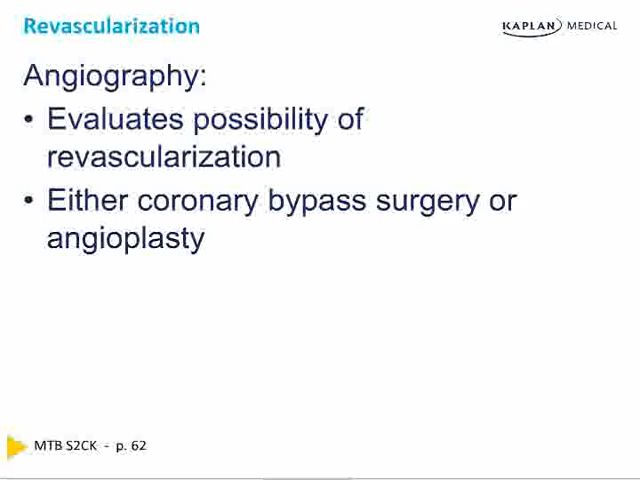 Revascularization
KAPLAN MEDICAL
Angiography:
• Evaluates possibility of
revascularization
• Either coronary bypass surgery or
angioplasty
MTB S2CK - p. 62